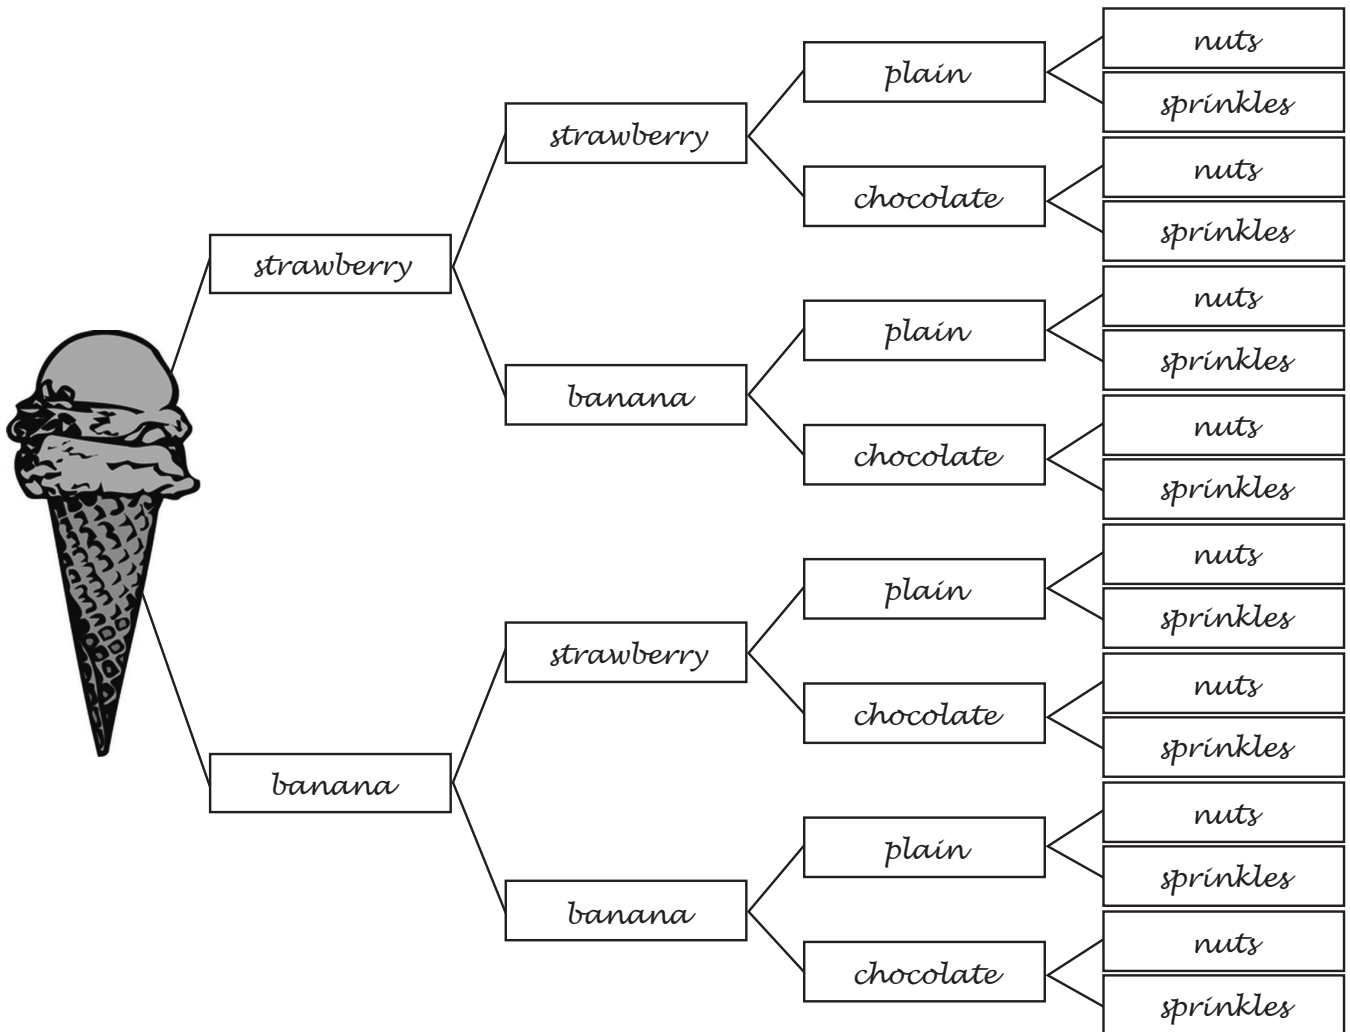 nuts
plain
sprinkles
strawberry
nuts
chocolate
sprinkles
strawberry
nuts
plain
sprinkles
banana
nuts
chocolate
sprinkles
nuts
plain
sprinkles
strawberry
nuts
chocolate
sprinkles
banana
nuts
plain
sprinkles
banana
nuts
chocolate
sprinkles